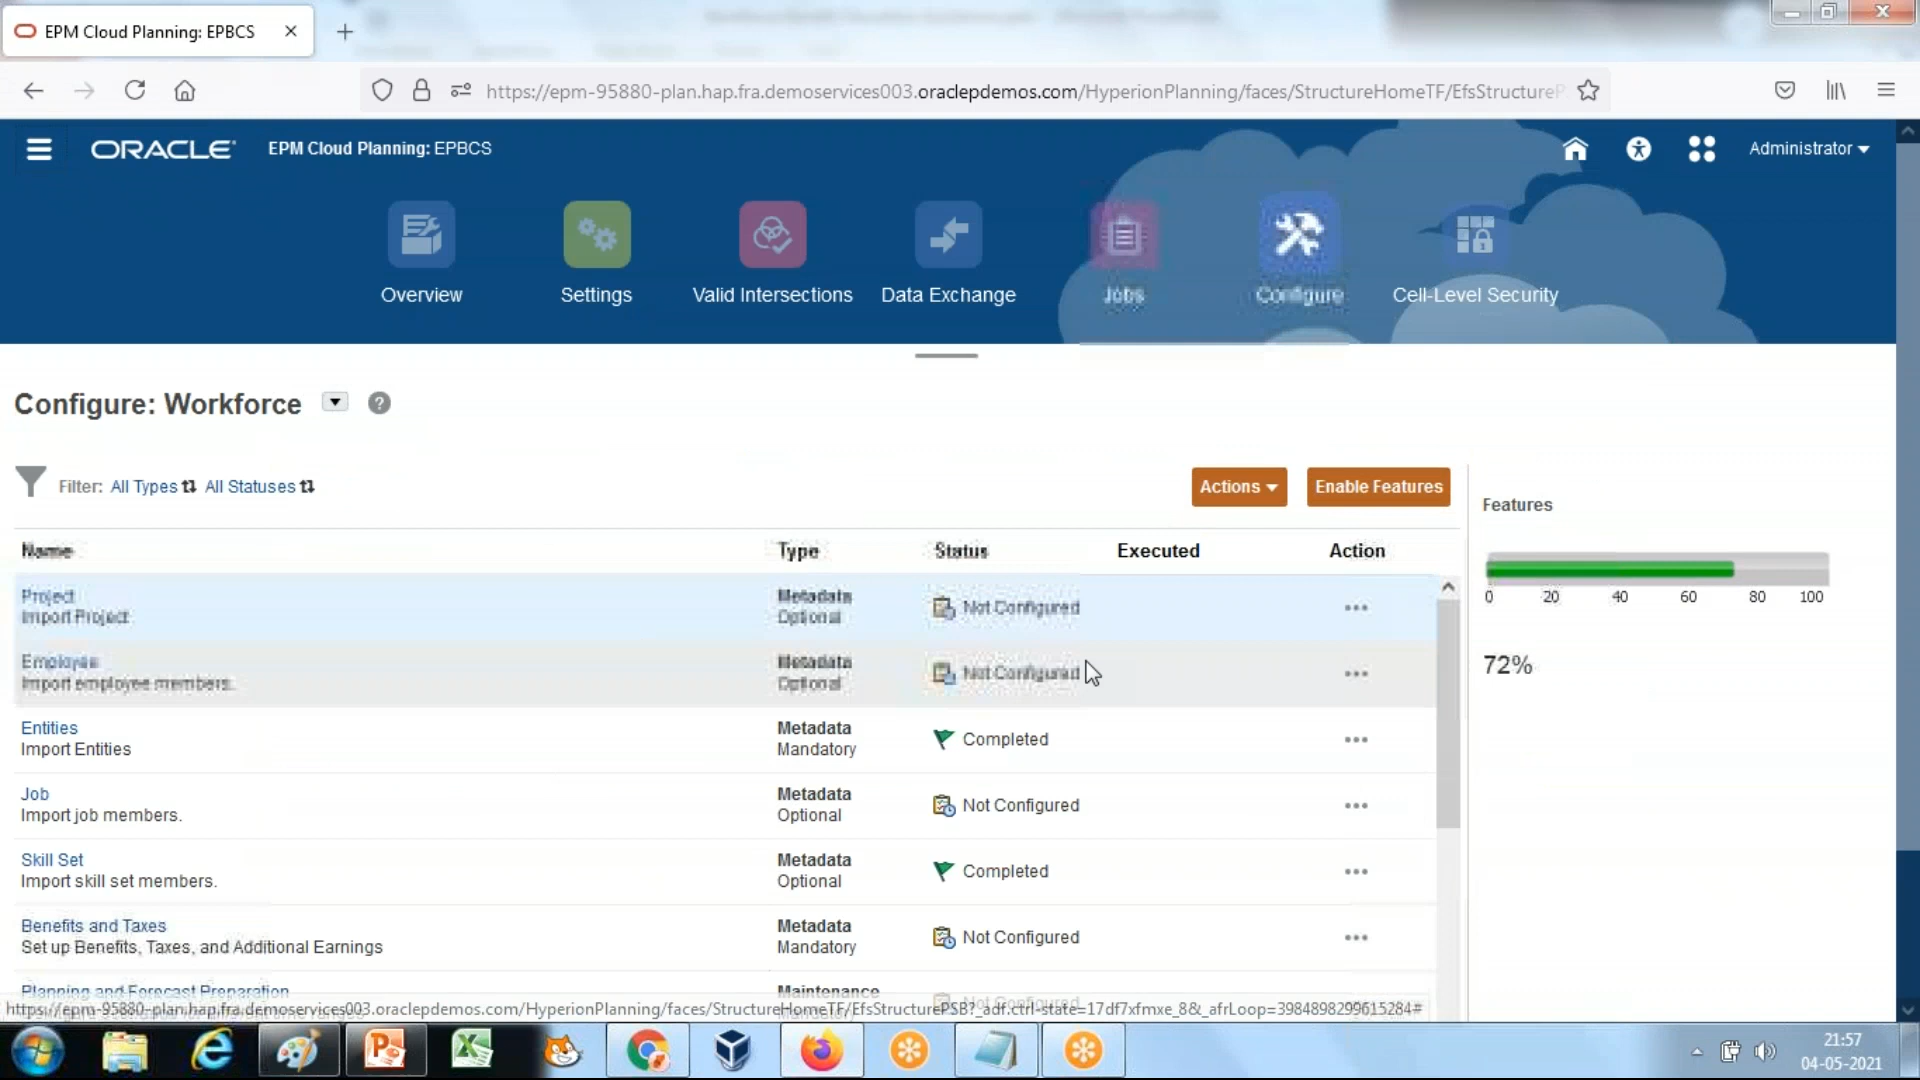 EPM Cloud Planning: EPBCS
https://epm-95880-plan.hap.fra.demoservices003.oraclepdemos.com/HyperionPlanning/faces/StructureHomeTF/EfsStructureP
ORACLE EPM Cloud Planning: EPBCS Administrator
Overview Settings Valid Intersections Data Exchange Jobs Configure Cell-Level Security
Configure: Workforce ?
Filter: All Types All Statuses Actions Enable Features
Features
Name Type Status Executed Action
0 20 40 60 80 100
72%
Project Metadata Not Configured ...
Import Project Optional
Employee Metadata Not Configured ...
Import employee members. Optional
Entities Metadata Completed ...
Import Entities Mandatory
Job Metadata Not Configured ...
Import job members. Optional
Skill Set Metadata Completed ...
Import skill set members. Optional
Benefits and Taxes Metadata Not Configured ...
Set up Benefits, Taxes, and Additional Earnings Mandatory
Planning and Forecast Preparation Maintenance Not Configured
https://epm-95880-plan.hap.fra.demoservices003.oraclepdemos.com/HyperionPlanning/faces/StructureHomeTF/EfsStructurePSB?_adf.ctrl-state=17df7xfmxe_8&_afrLoop=3984898299615284#
21:57
04-05-2021